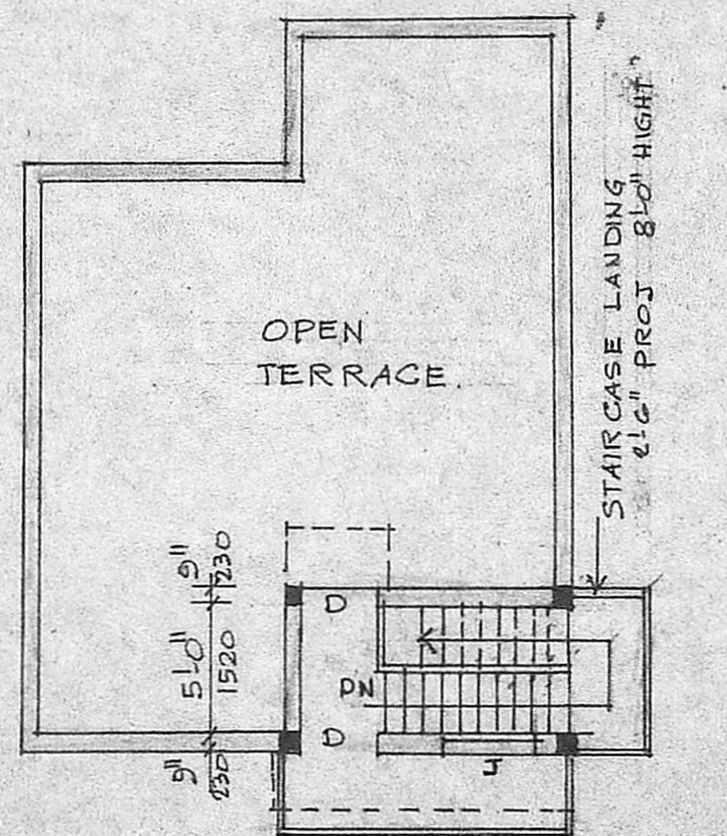 OPEN
TERRACE.
STAIRCASE LANDING
2'-6" PROJ 8'-0" HIGHT
9"
230
5'-0"
1520
9"
230
D
DN
D